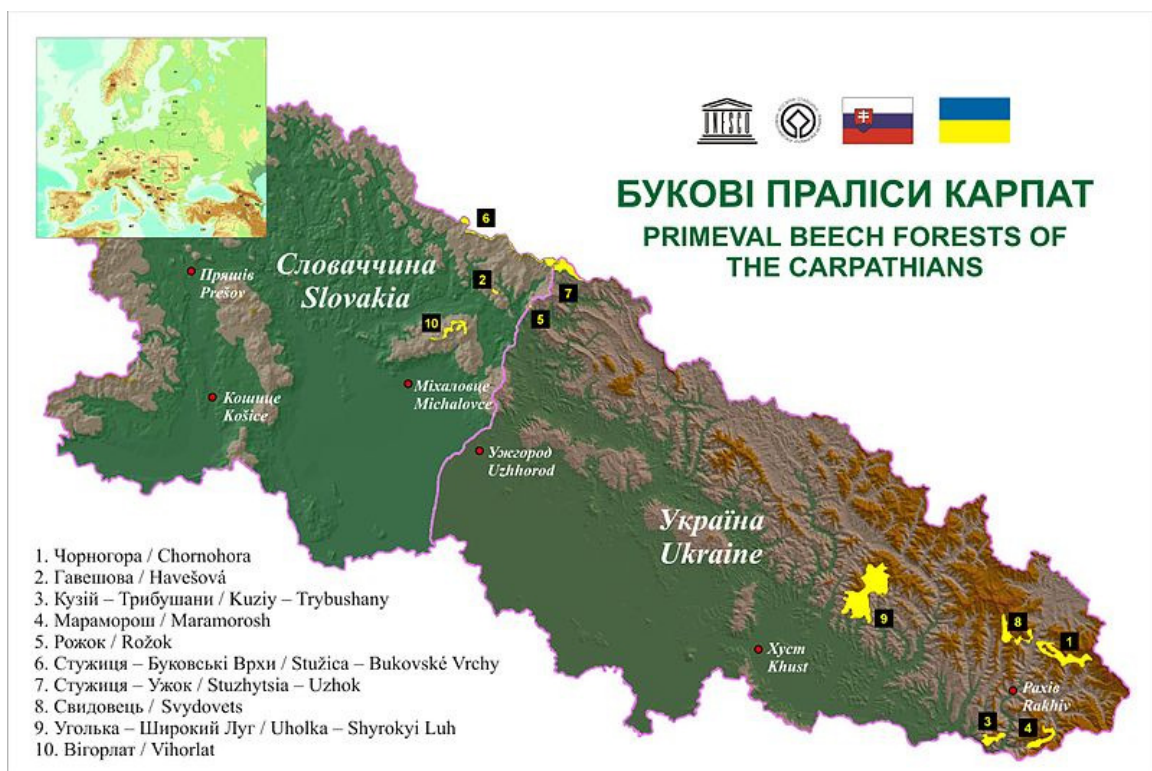 UNESCO
БУКОВІ ПРАЛІСИ КАРПАТ
PRIMEVAL BEECH FORESTS OF
THE CARPATHIANS
6
Словаччина
Slovakia
Пряшів
Prešov
2
7
5
10
Міхаловце
Michalovce
Кошице
Košice
Ужгород
Uzhhorod
Україна
Ukraine
9
8
1
Хуст
Khust
Рахів
Rakhiv
3
4
1. Чорногора / Chornohora
2. Гавешова / Havešová
3. Кузій – Трибушани / Kuziy – Trybushany
4. Мараморош / Maramorosh
5. Рожок / Rožok
6. Стужиця – Буковські Врхи / Stužica – Bukovské Vrchy
7. Стужиця – Ужок / Stuzhytsia – Uzhok
8. Свидовець / Svydovets
9. Уголька – Широкий Луг / Uholka – Shyrokyi Luh
10. Вігорлат / Vihorlat